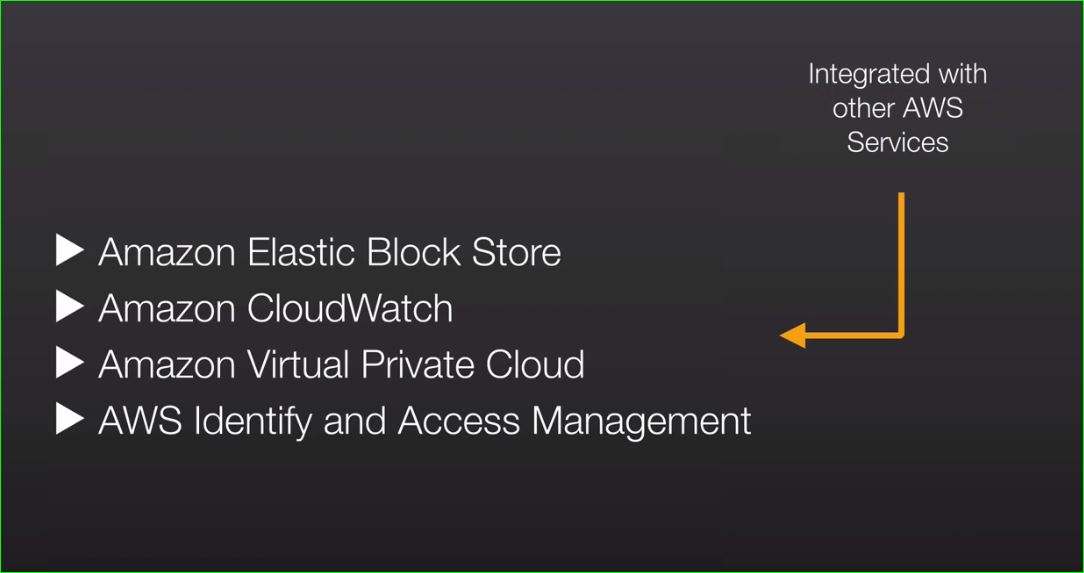 Integrated with
other AWS
Services
▶ Amazon Elastic Block Store
▶ Amazon CloudWatch
▶ Amazon Virtual Private Cloud
▶ AWS Identify and Access Management